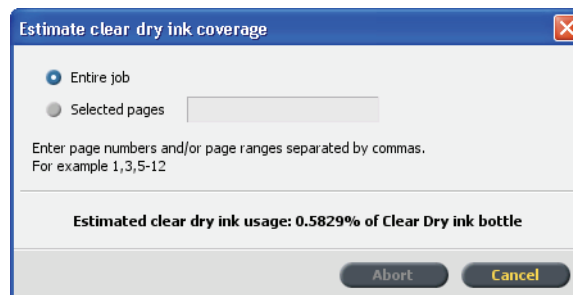 Estimate clear dry ink coverage
Entire job
Selected pages
Enter page numbers and/or page ranges separated by commas.
For example 1,3,5-12
Estimated clear dry ink usage: 0.5829% of Clear Dry ink bottle
Abort Cancel